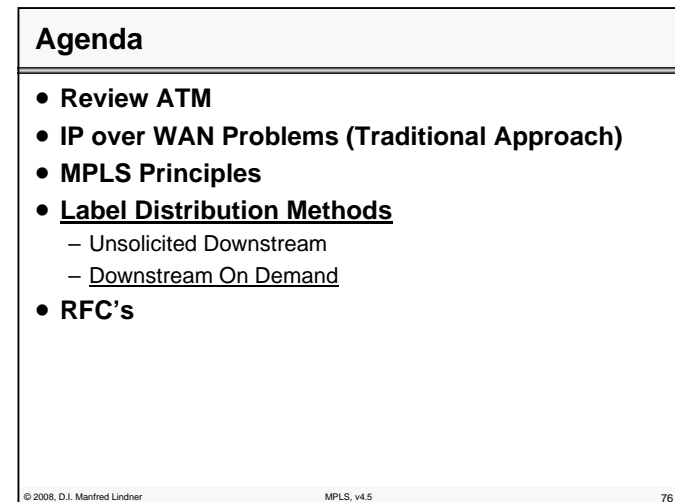 Agenda
• Review ATM
• IP over WAN Problems (Traditional Approach)
• MPLS Principles
• Label Distribution Methods
– Unsolicited Downstream
– Downstream On Demand
• RFC's
© 2008, D.I. Manfred Lindner
MPLS, v4.5
76